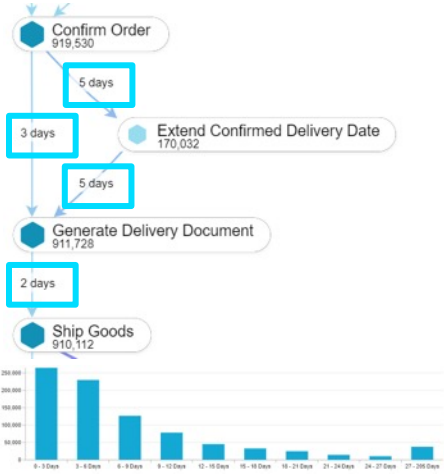 Confirm Order
919,530
5 days
3 days
Extend Confirmed Delivery Date
170,032
5 days
Generate Delivery Document
911,728
2 days
Ship Goods
910,112
250,000
200,000
150,000
100,000
50,000
0
0 - 3 Days 3 - 6 Days 6 - 9 Days 9 - 12 Days 12 - 15 Days 15 - 18 Days 18 - 21 Days 21 - 24 Days 24 - 27 Days 27 - 205 Days